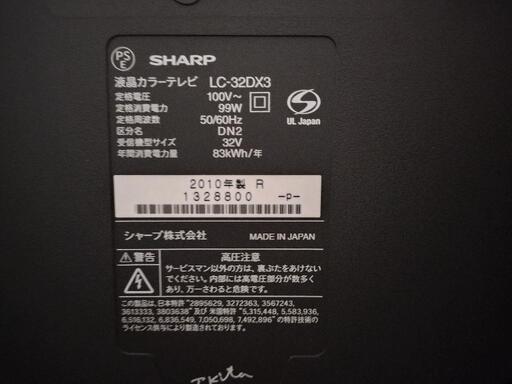 PS
E
SHARP
液晶カラーテレビ LC-32DX3
定格電圧 100V～
定格消費電力 99W
定格周波数 50/60Hz
区分名 DN2
受信機型サイズ 32V
年間消費電力量 83kWh/年
S
UL Japan
2010年製 R
1328800 -P-
シャープ株式会社 MADE IN JAPAN
警告 高圧注意
サービスマン以外の方は、裏ぶたをあけない
でください。内部には高電圧部分が数多く
あり、万一さわると危険です。
この製品は、日本特許 "2895629, 3272363, 3567243,
3613333, 3803638" 及び 米国特許 "5,315,448, 5,583,936,
6,516,132, 6,836,549, 7,050,698, 7,492,896" の特許技術の
ライセンス供与により製造されております。